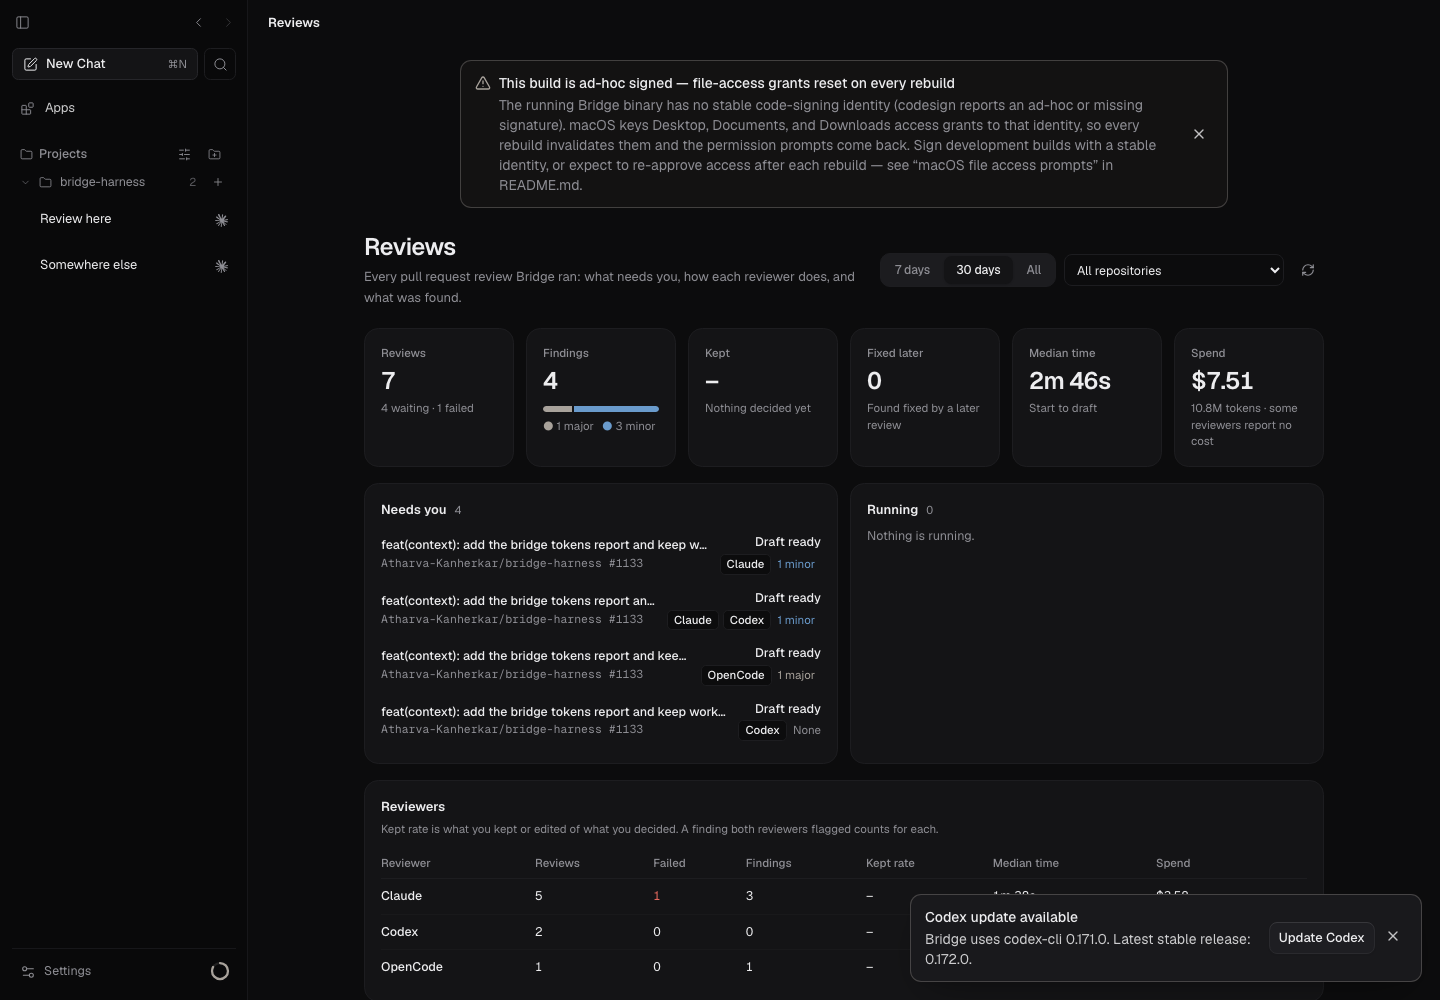 Reviews
New Chat
⌘N
Apps
Projects
bridge-harness
2
Review here
Somewhere else
Settings
This build is ad-hoc signed — file-access grants reset on every rebuild
The running Bridge binary has no stable code-signing identity (codesign reports an ad-hoc or missing
signature). macOS keys Desktop, Documents, and Downloads access grants to that identity, so every
rebuild invalidates them and the permission prompts come back. Sign development builds with a stable
identity, or expect to re-approve access after each rebuild — see “macOS file access prompts” in
README.md.
Reviews
Every pull request review Bridge ran: what needs you, how each reviewer does, and
what was found.
7 days 30 days All
All repositories
Reviews
7
4 waiting · 1 failed
Findings
4
1 major 3 minor
Kept
–
Nothing decided yet
Fixed later
0
Found fixed by a later
review
Median time
2m 46s
Start to draft
Spend
$7.51
10.8M tokens · some
reviewers report no
cost
Needs you 4
feat(context): add the bridge tokens report and keep w… Draft ready
Atharva-Kanherkar/bridge-harness #1133 Claude 1 minor
feat(context): add the bridge tokens report an… Draft ready
Atharva-Kanherkar/bridge-harness #1133 Claude Codex 1 minor
feat(context): add the bridge tokens report and kee… Draft ready
Atharva-Kanherkar/bridge-harness #1133 OpenCode 1 major
feat(context): add the bridge tokens report and keep work… Draft ready
Atharva-Kanherkar/bridge-harness #1133 Codex None
Running 0
Nothing is running.
Reviewers
Kept rate is what you kept or edited of what you decided. A finding both reviewers flagged counts for each.
Reviewer Reviews Failed Findings Kept rate Median time Spend
Claude 5 1 3 –
Codex 2 0 0 –
OpenCode 1 0 1 –
Codex update available
Bridge uses codex-cli 0.171.0. Latest stable release:
0.172.0.
Update Codex